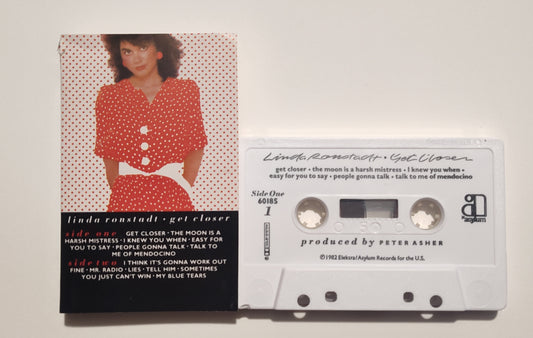 linda ronstadt · get closer
side one GET CLOSER · THE MOON IS A
HARSH MISTRESS · I KNEW YOU WHEN · EASY FOR
YOU TO SAY · PEOPLE GONNA TALK · TALK TO
ME OF MENDOCINO
side two I THINK IT'S GONNA WORK OUT
FINE · MR. RADIO · LIES · TELL HIM · SOMETIMES
YOU JUST CAN'T WIN · MY BLUE TEARS
Linda Ronstadt · Get Closer
get closer · the moon is a harsh mistress · I knew you when ·
easy for you to say · people gonna talk · talk to me of mendocino
Side One
60185
1
asylum
50
produced by PETER ASHER
©1982 Elektra/Asylum Records for the U.S.